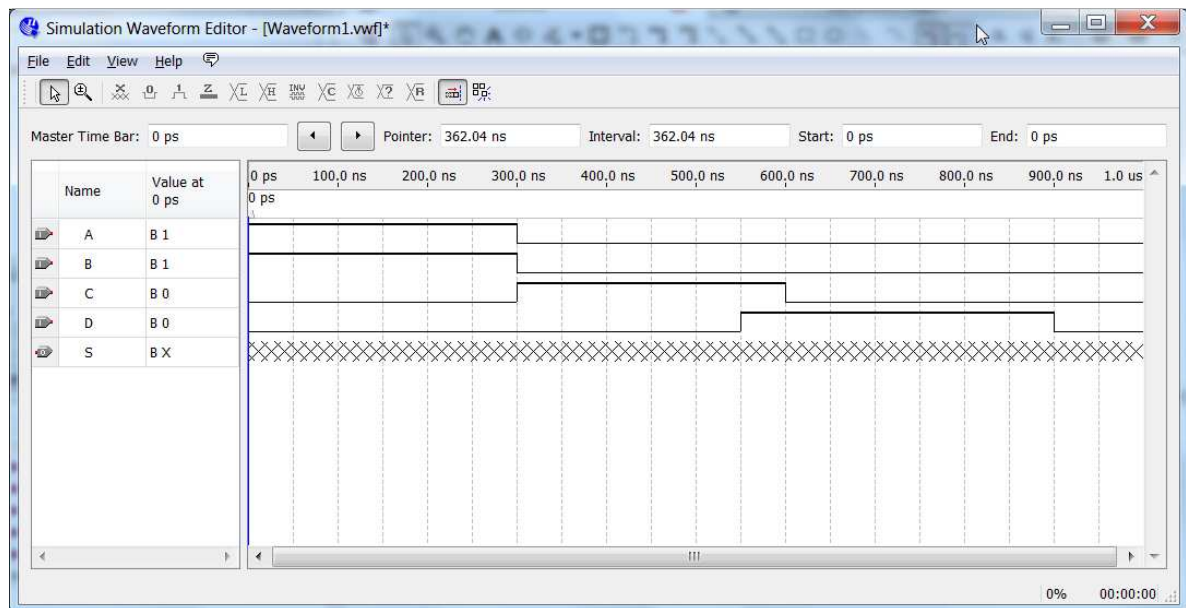 Simulation Waveform Editor - [Waveform1.vwf]*
File Edit View Help
Master Time Bar: 0 ps Pointer: 362.04 ns Interval: 362.04 ns Start: 0 ps End: 0 ps
Name Value at 0 ps
0 ps 100.0 ns 200.0 ns 300.0 ns 400.0 ns 500.0 ns 600.0 ns 700.0 ns 800.0 ns 900.0 ns 1.0 us
0 ps
A B 1
B B 1
C B 0
D B 0
S B X
0% 00:00:00